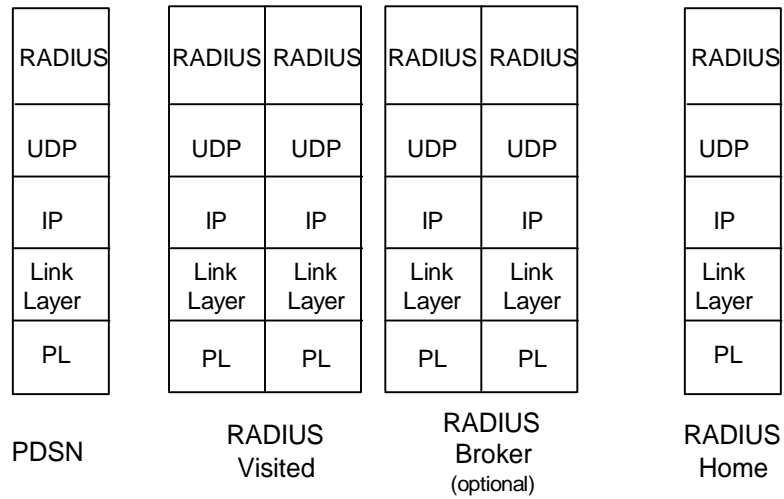 RADIUS RADIUS RADIUS RADIUS RADIUS RADIUS
UDP UDP UDP UDP UDP UDP
IP IP IP IP IP IP
Link Link Link Link Link Link
Layer Layer Layer Layer Layer Layer
PL PL PL PL PL PL
PDSN
RADIUS
Visited
RADIUS
Broker
(optional)
RADIUS
Home